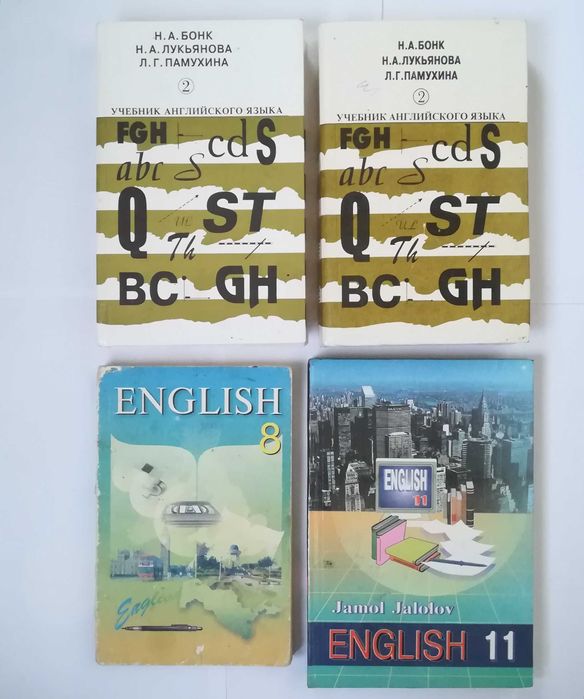 Н. А. БОНК
Н. А. ЛУКЬЯНОВА
Л. Г. ПАМУХИНА
2
УЧЕБНИК АНГЛИЙСКОГО ЯЗЫКА
FGH cd S
abc S
Q ST
Th
BC GH
Н. А. БОНК
Н. А. ЛУКЬЯНОВА
Л. Г. ПАМУХИНА
2
УЧЕБНИК АНГЛИЙСКОГО ЯЗЫКА
FGH cd S
abc S
Q ST
Th
BC GH
ENGLISH
8
English
ENGLISH
11
Jamol Jalolov
ENGLISH 11